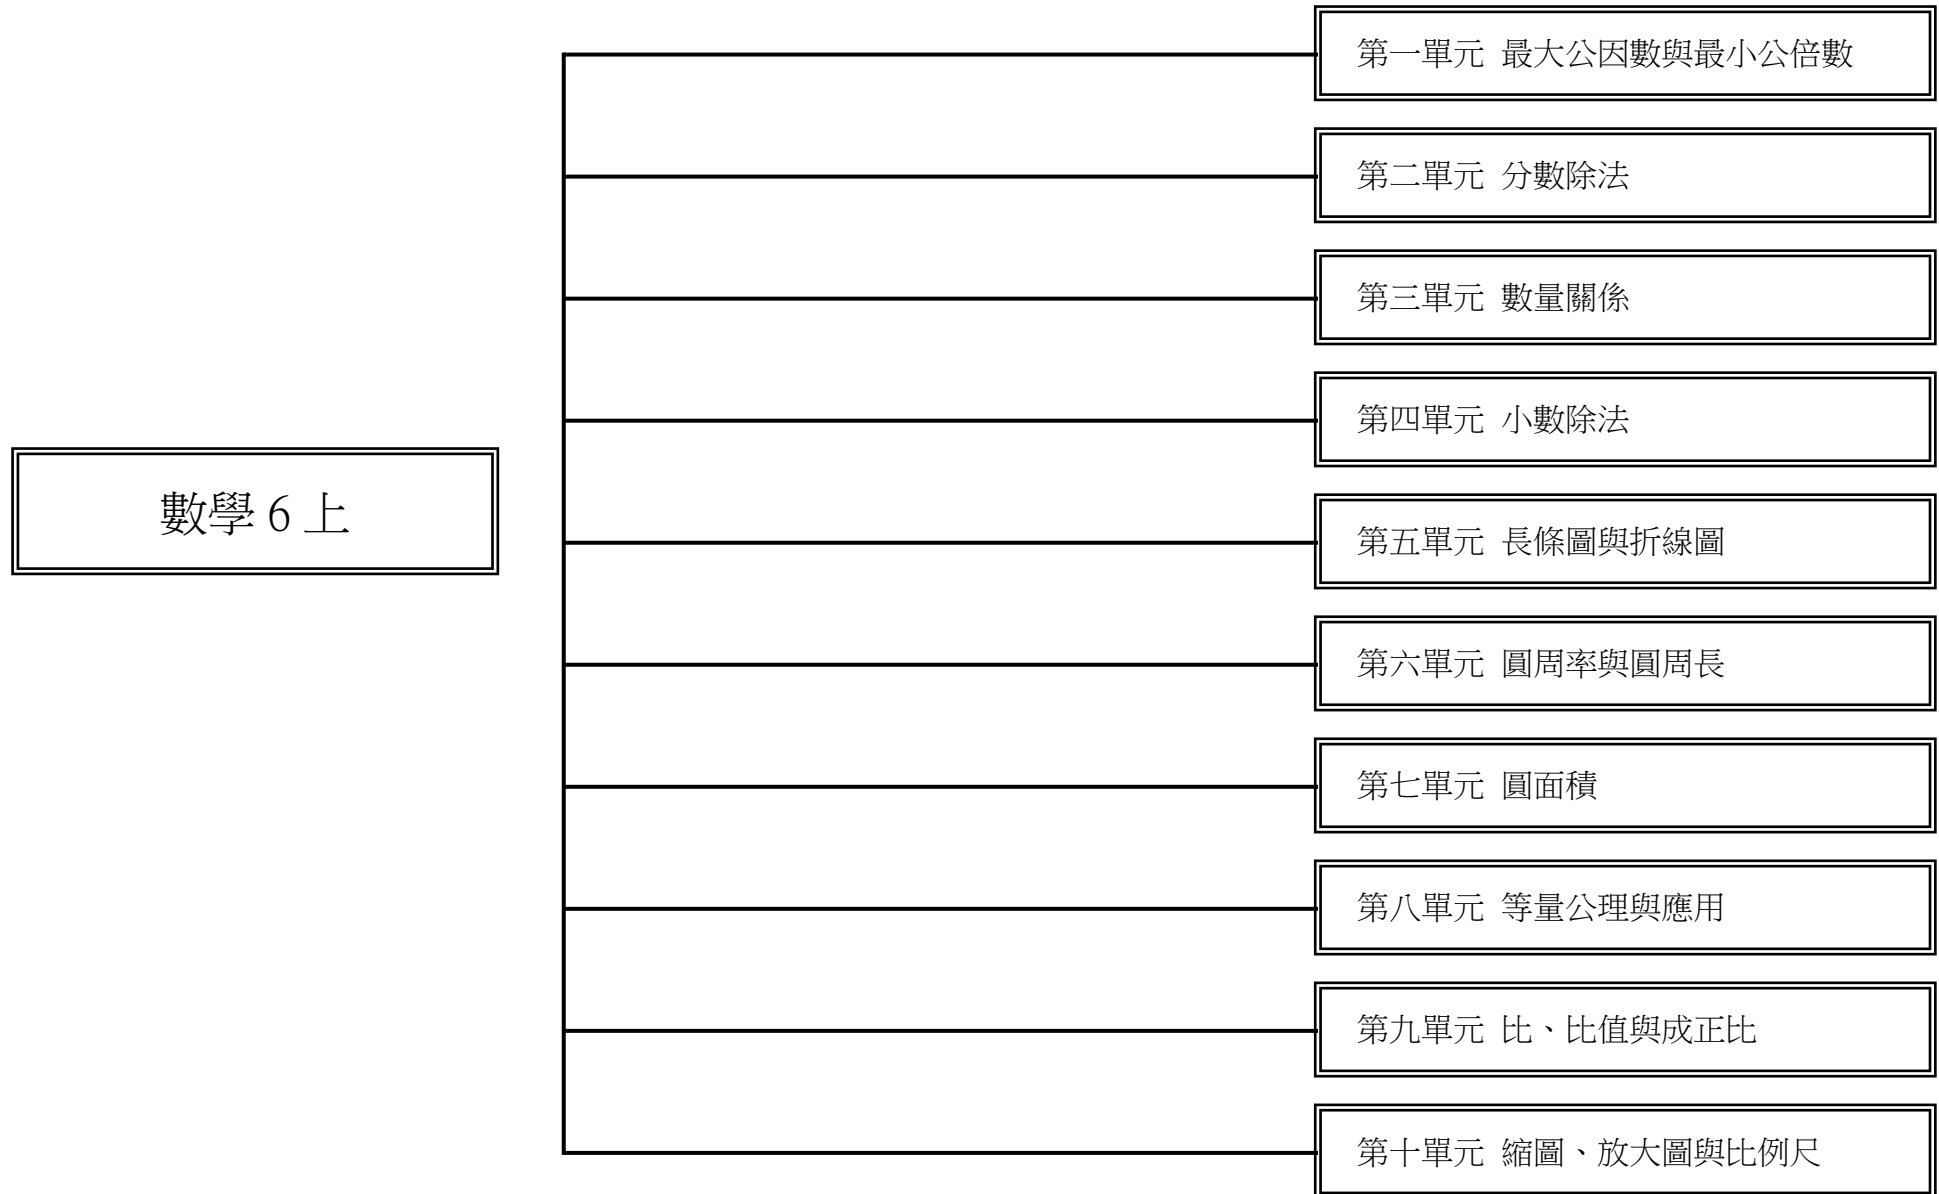 數學 6 上
第一單元 最大公因數與最小公倍數
第二單元 分數除法
第三單元 數量關係
第四單元 小數除法
第五單元 長條圖與折線圖
第六單元 圓周率與圓周長
第七單元 圓面積
第八單元 等量公理與應用
第九單元 比、比值與成正比
第十單元 縮圖、放大圖與比例尺